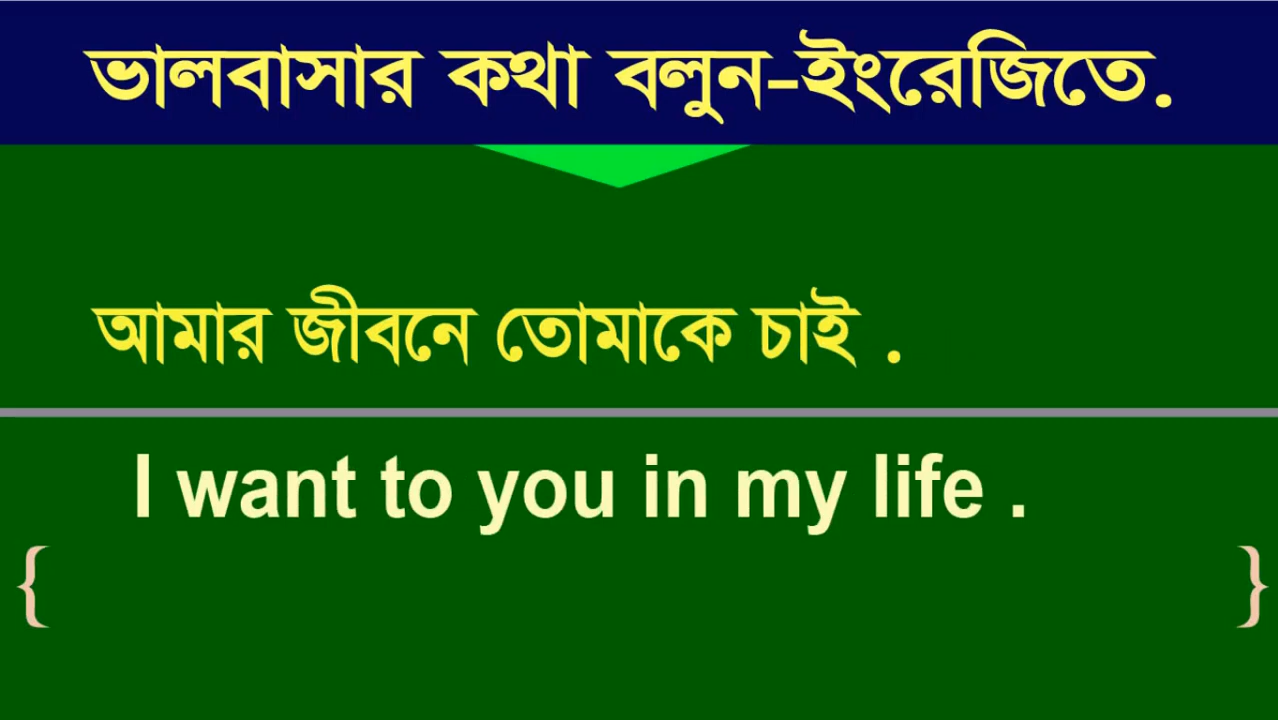 ভালবাসার কথা বলুন-ইংরেজিতে.
আমার জীবনে তোমাকে চাই .
I want to you in my life .
{ }